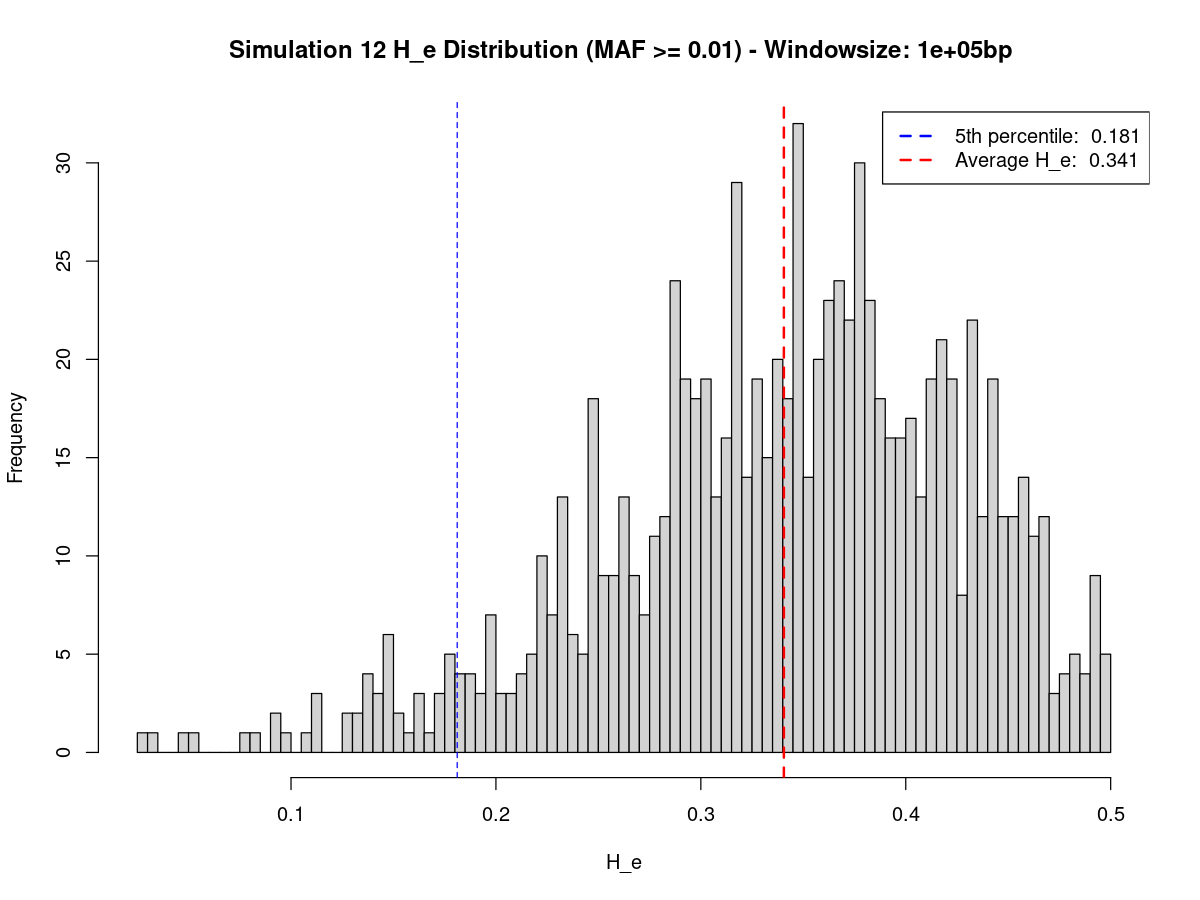 Simulation 12 H_e Distribution (MAF >= 0.01) - Windowsize: 1e+05bp
5th percentile:  0.181
Average H_e:  0.341
Frequency
30
25
20
15
10
5
0
0.1 0.2 0.3 0.4 0.5
H_e